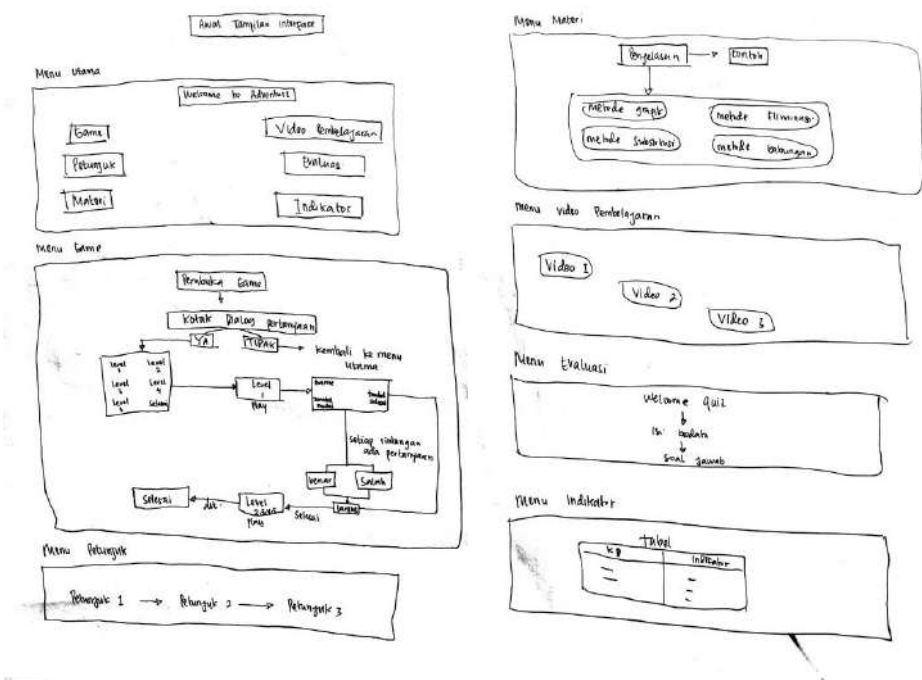 Awal Tampilan Interface
Menu Utama
Welcome to Adventure
Game
Video Pembelajaran
Petunjuk
Evaluasi
Materi
Indikator
Menu Game
Pembuka Game
Kotak Dialog pertanyaan
YA
TIDAK
kembali ke menu
Utama
Level 1
Level 2
Level 3
Level 4
Level 5
Selesai
Level
1
Play
Game
tombol
mulai
tombol
selesai
setiap rintangan
ada pertanyaan
benar
Salah
Level
Play
Selesai
dst.
Selesai
Menu Petunjuk
Petunjuk 1
Petunjuk 2
Petunjuk 3
Menu Materi
Penjelasan
Contoh
metode grafik
metode Eliminasi
metode Substitusi
metode Gabungan
Menu Video Pembelajaran
Video 1
Video 2
Video 3
Menu Evaluasi
Welcome quiz
Isi biodata
Soal jawab
Menu Indikator
Tabel
KD
Indikator